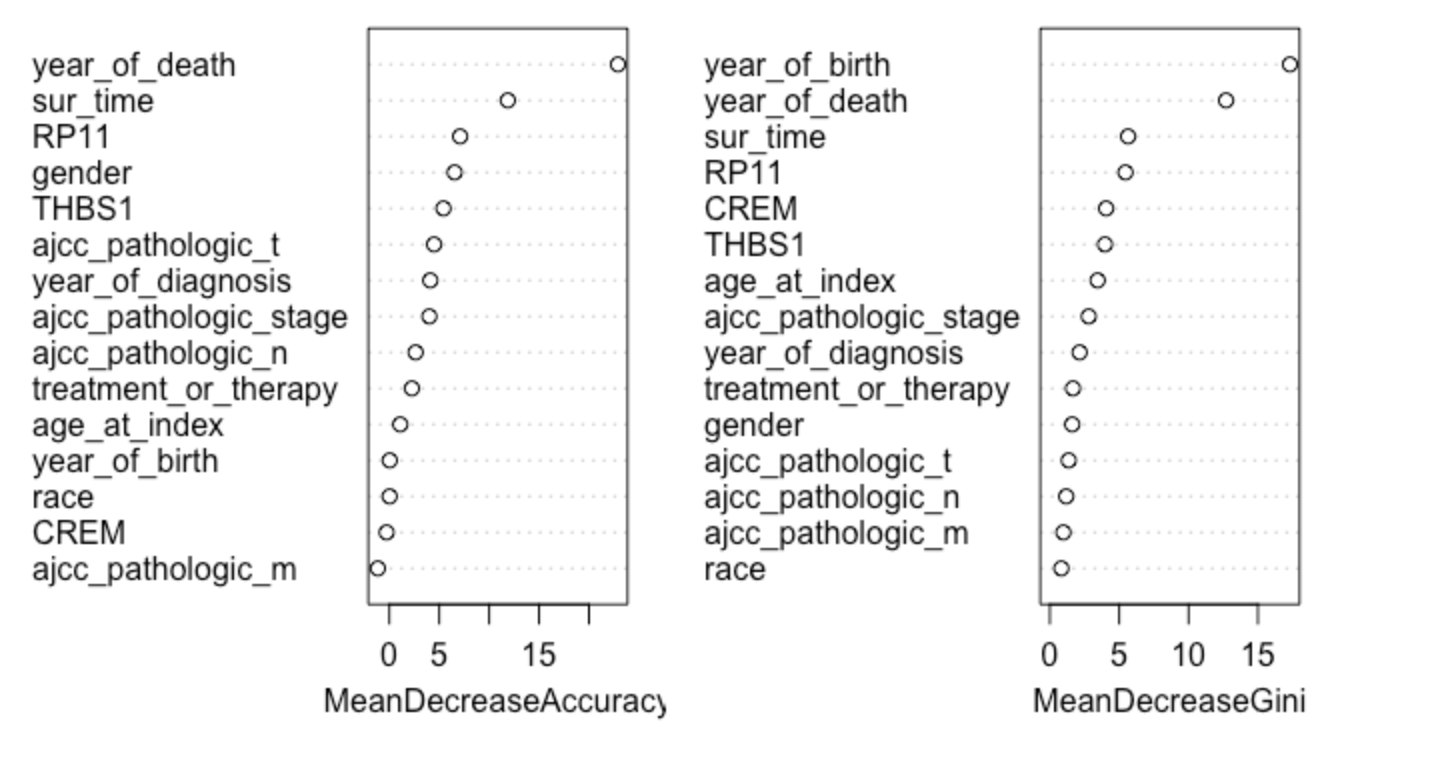 year_of_death
sur_time
RP11
gender
THBS1
ajcc_pathologic_t
year_of_diagnosis
ajcc_pathologic_stage
ajcc_pathologic_n
treatment_or_therapy
age_at_index
year_of_birth
race
CREM
ajcc_pathologic_m
0 5 15
MeanDecreaseAccuracy
year_of_birth
year_of_death
sur_time
RP11
CREM
THBS1
age_at_index
ajcc_pathologic_stage
year_of_diagnosis
treatment_or_therapy
gender
ajcc_pathologic_t
ajcc_pathologic_n
ajcc_pathologic_m
race
0 5 10 15
MeanDecreaseGini